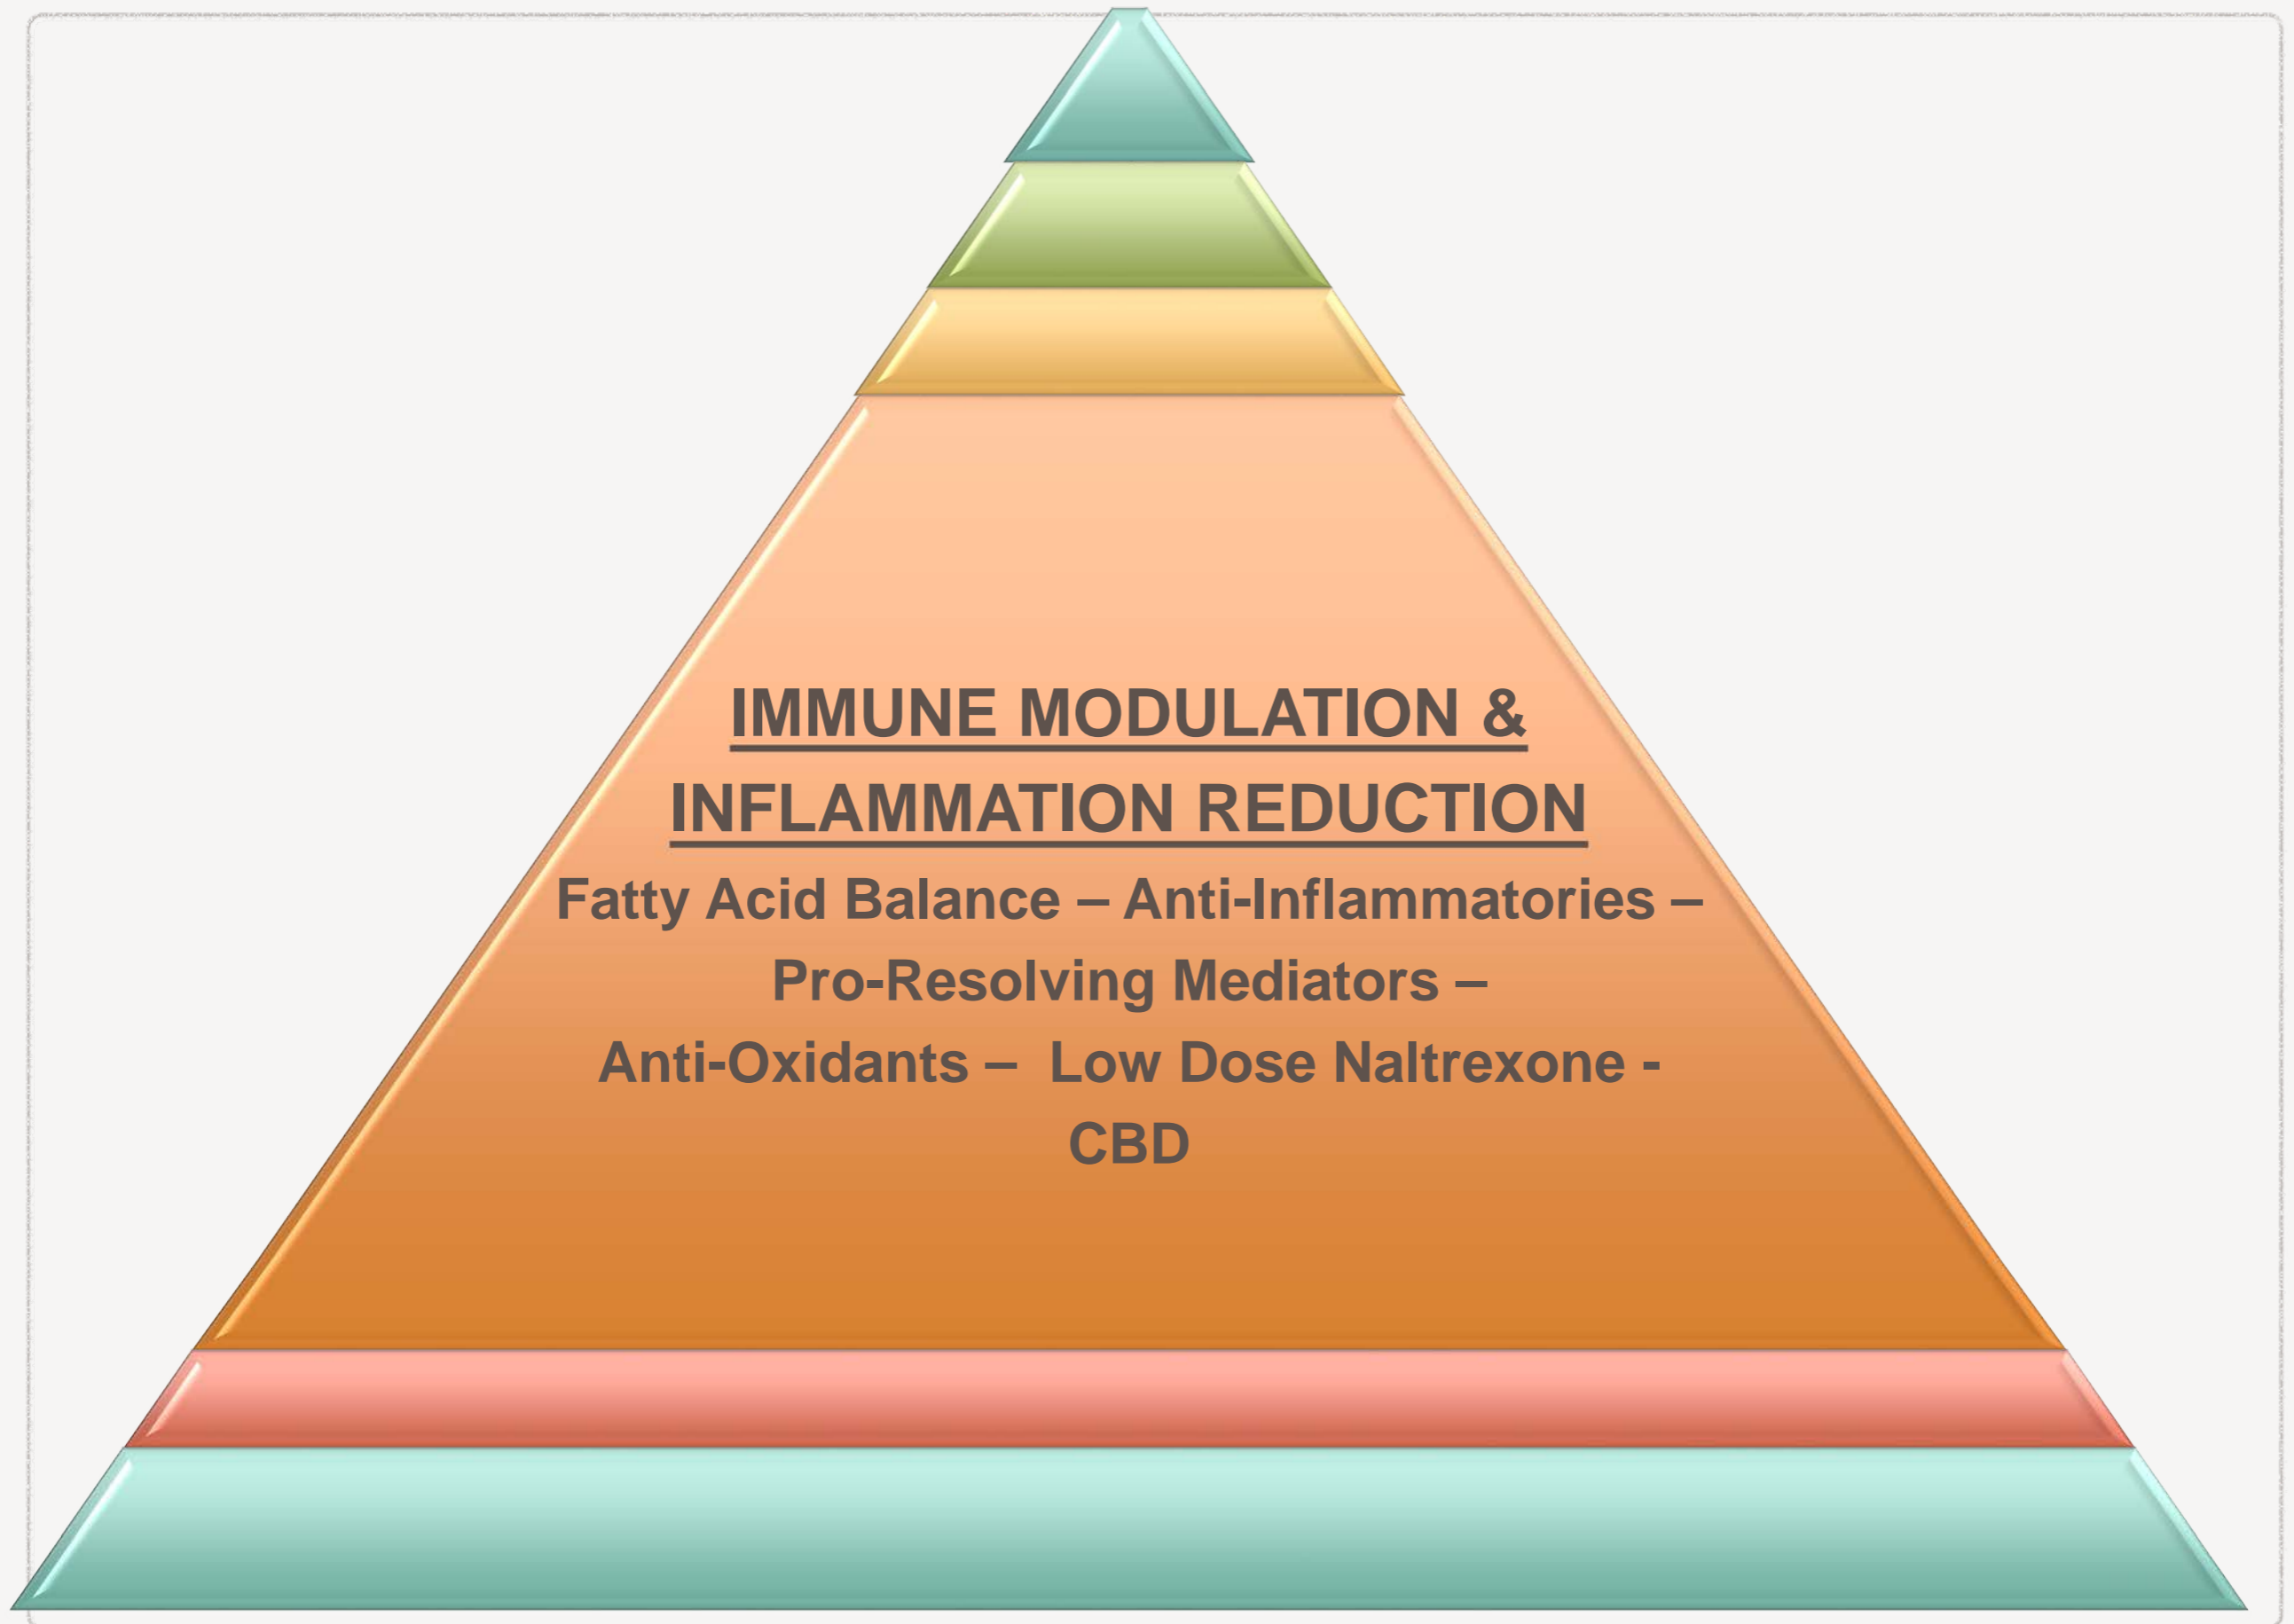 IMMUNE MODULATION &
INFLAMMATION REDUCTION
Fatty Acid Balance – Anti-Inflammatories –
Pro-Resolving Mediators –
Anti-Oxidants –  Low Dose Naltrexone -
CBD